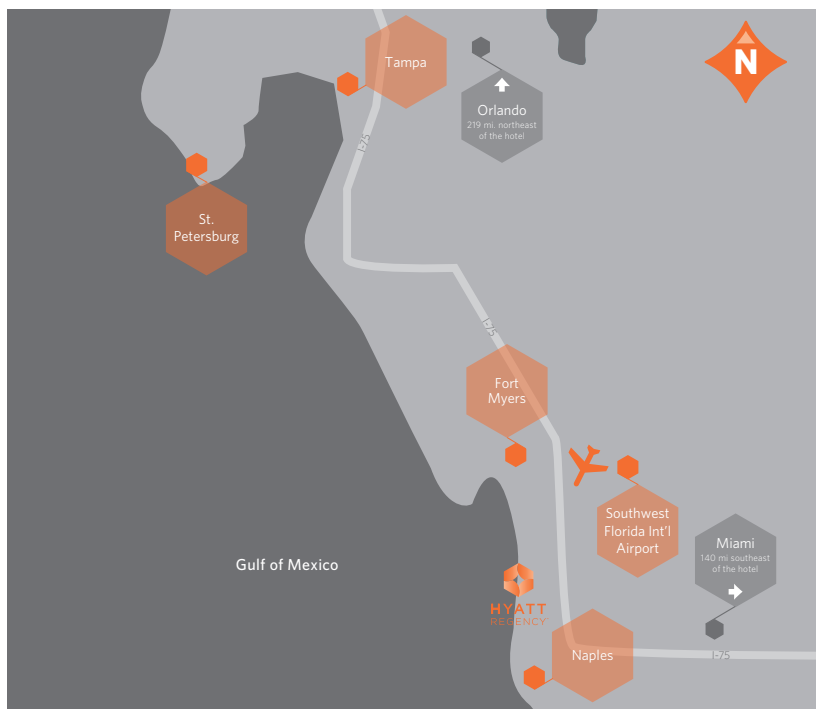 N
Tampa
Orlando
219 mi. northeast
of the hotel
I-75
St.
Petersburg
I-75
Fort
Myers
Southwest
Florida Int'l
Airport
Miami
140 mi southeast
of the hotel
Gulf of Mexico
HYATT
REGENCY
Naples
I-75